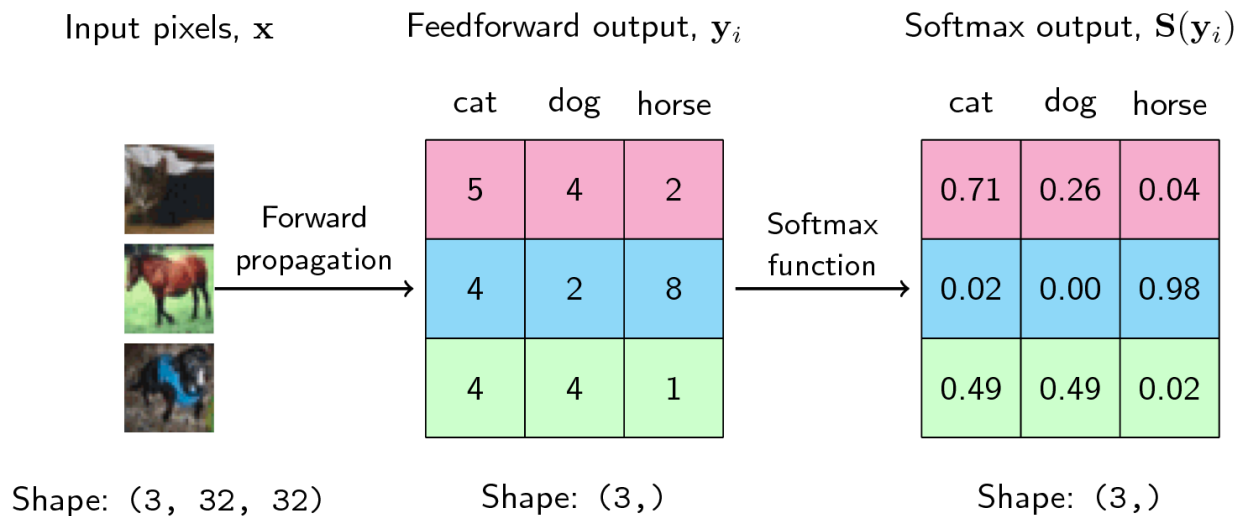 Input pixels, x
Feedforward output, yᵢ
Softmax output, S(yᵢ)
cat dog horse
cat dog horse
5 4 2
0.71 0.26 0.04
Forward
propagation
Softmax
function
4 2 8
0.02 0.00 0.98
4 4 1
0.49 0.49 0.02
Shape: (3, 32, 32)
Shape: (3,)
Shape: (3,)